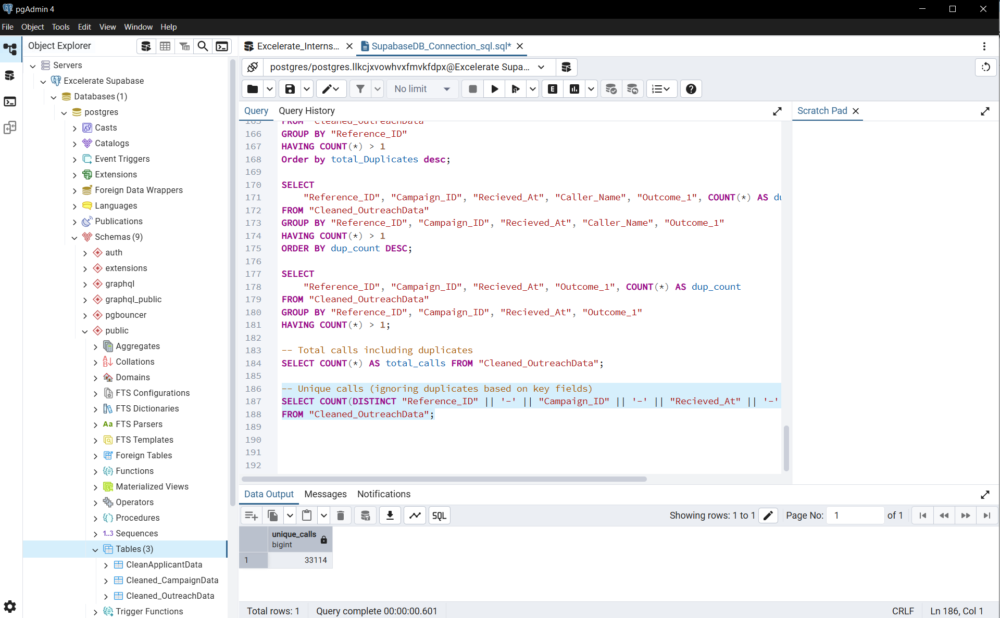 pgAdmin 4
File Object Tools Edit View Window Help
Object Explorer
Servers
Excelerate Supabase
Databases (1)
postgres
Casts
Catalogs
Event Triggers
Extensions
Foreign Data Wrappers
Languages
Publications
Schemas (9)
auth
extensions
graphql
graphql_public
pgbouncer
public
Aggregates
Collations
Domains
FTS Configurations
FTS Dictionaries
Aa FTS Parsers
FTS Templates
Foreign Tables
Functions
Materialized Views
Operators
Procedures
1..3 Sequences
Tables (3)
CleanApplicantData
Cleaned_CampaignData
Cleaned_OutreachData
Trigger Functions
Excelerate_Interns...
SupabaseDB_Connection_sql.sql*
postgres/postgres.llkcjxvowhvxfmvkfdpx@Excelerate Supa...
No limit
E
Query Query History
Scratch Pad
165 FROM "Cleaned_OutreachData"
166 GROUP BY "Reference_ID"
167 HAVING COUNT(*) > 1
168 Order by total_Duplicates desc;
169
170 SELECT
171 "Reference_ID", "Campaign_ID", "Recieved_At", "Caller_Name", "Outcome_1", COUNT(*) AS du
172 FROM "Cleaned_OutreachData"
173 GROUP BY "Reference_ID", "Campaign_ID", "Recieved_At", "Caller_Name", "Outcome_1"
174 HAVING COUNT(*) > 1
175 ORDER BY dup_count DESC;
176
177 SELECT
178 "Reference_ID", "Campaign_ID", "Recieved_At", "Outcome_1", COUNT(*) AS dup_count
179 FROM "Cleaned_OutreachData"
180 GROUP BY "Reference_ID", "Campaign_ID", "Recieved_At", "Outcome_1"
181 HAVING COUNT(*) > 1;
182
183 -- Total calls including duplicates
184 SELECT COUNT(*) AS total_calls FROM "Cleaned_OutreachData";
185
186 -- Unique calls (ignoring duplicates based on key fields)
187 SELECT COUNT(DISTINCT "Reference_ID" || '-' || "Campaign_ID" || '-' || "Recieved_At" || '-'
188 FROM "Cleaned_OutreachData";
189
190
191
192
Data Output Messages Notifications
SQL
Showing rows: 1 to 1
Page No: 1 of 1
unique_calls
bigint
1 33114
Total rows: 1 Query complete 00:00:00.601
CRLF Ln 186, Col 1